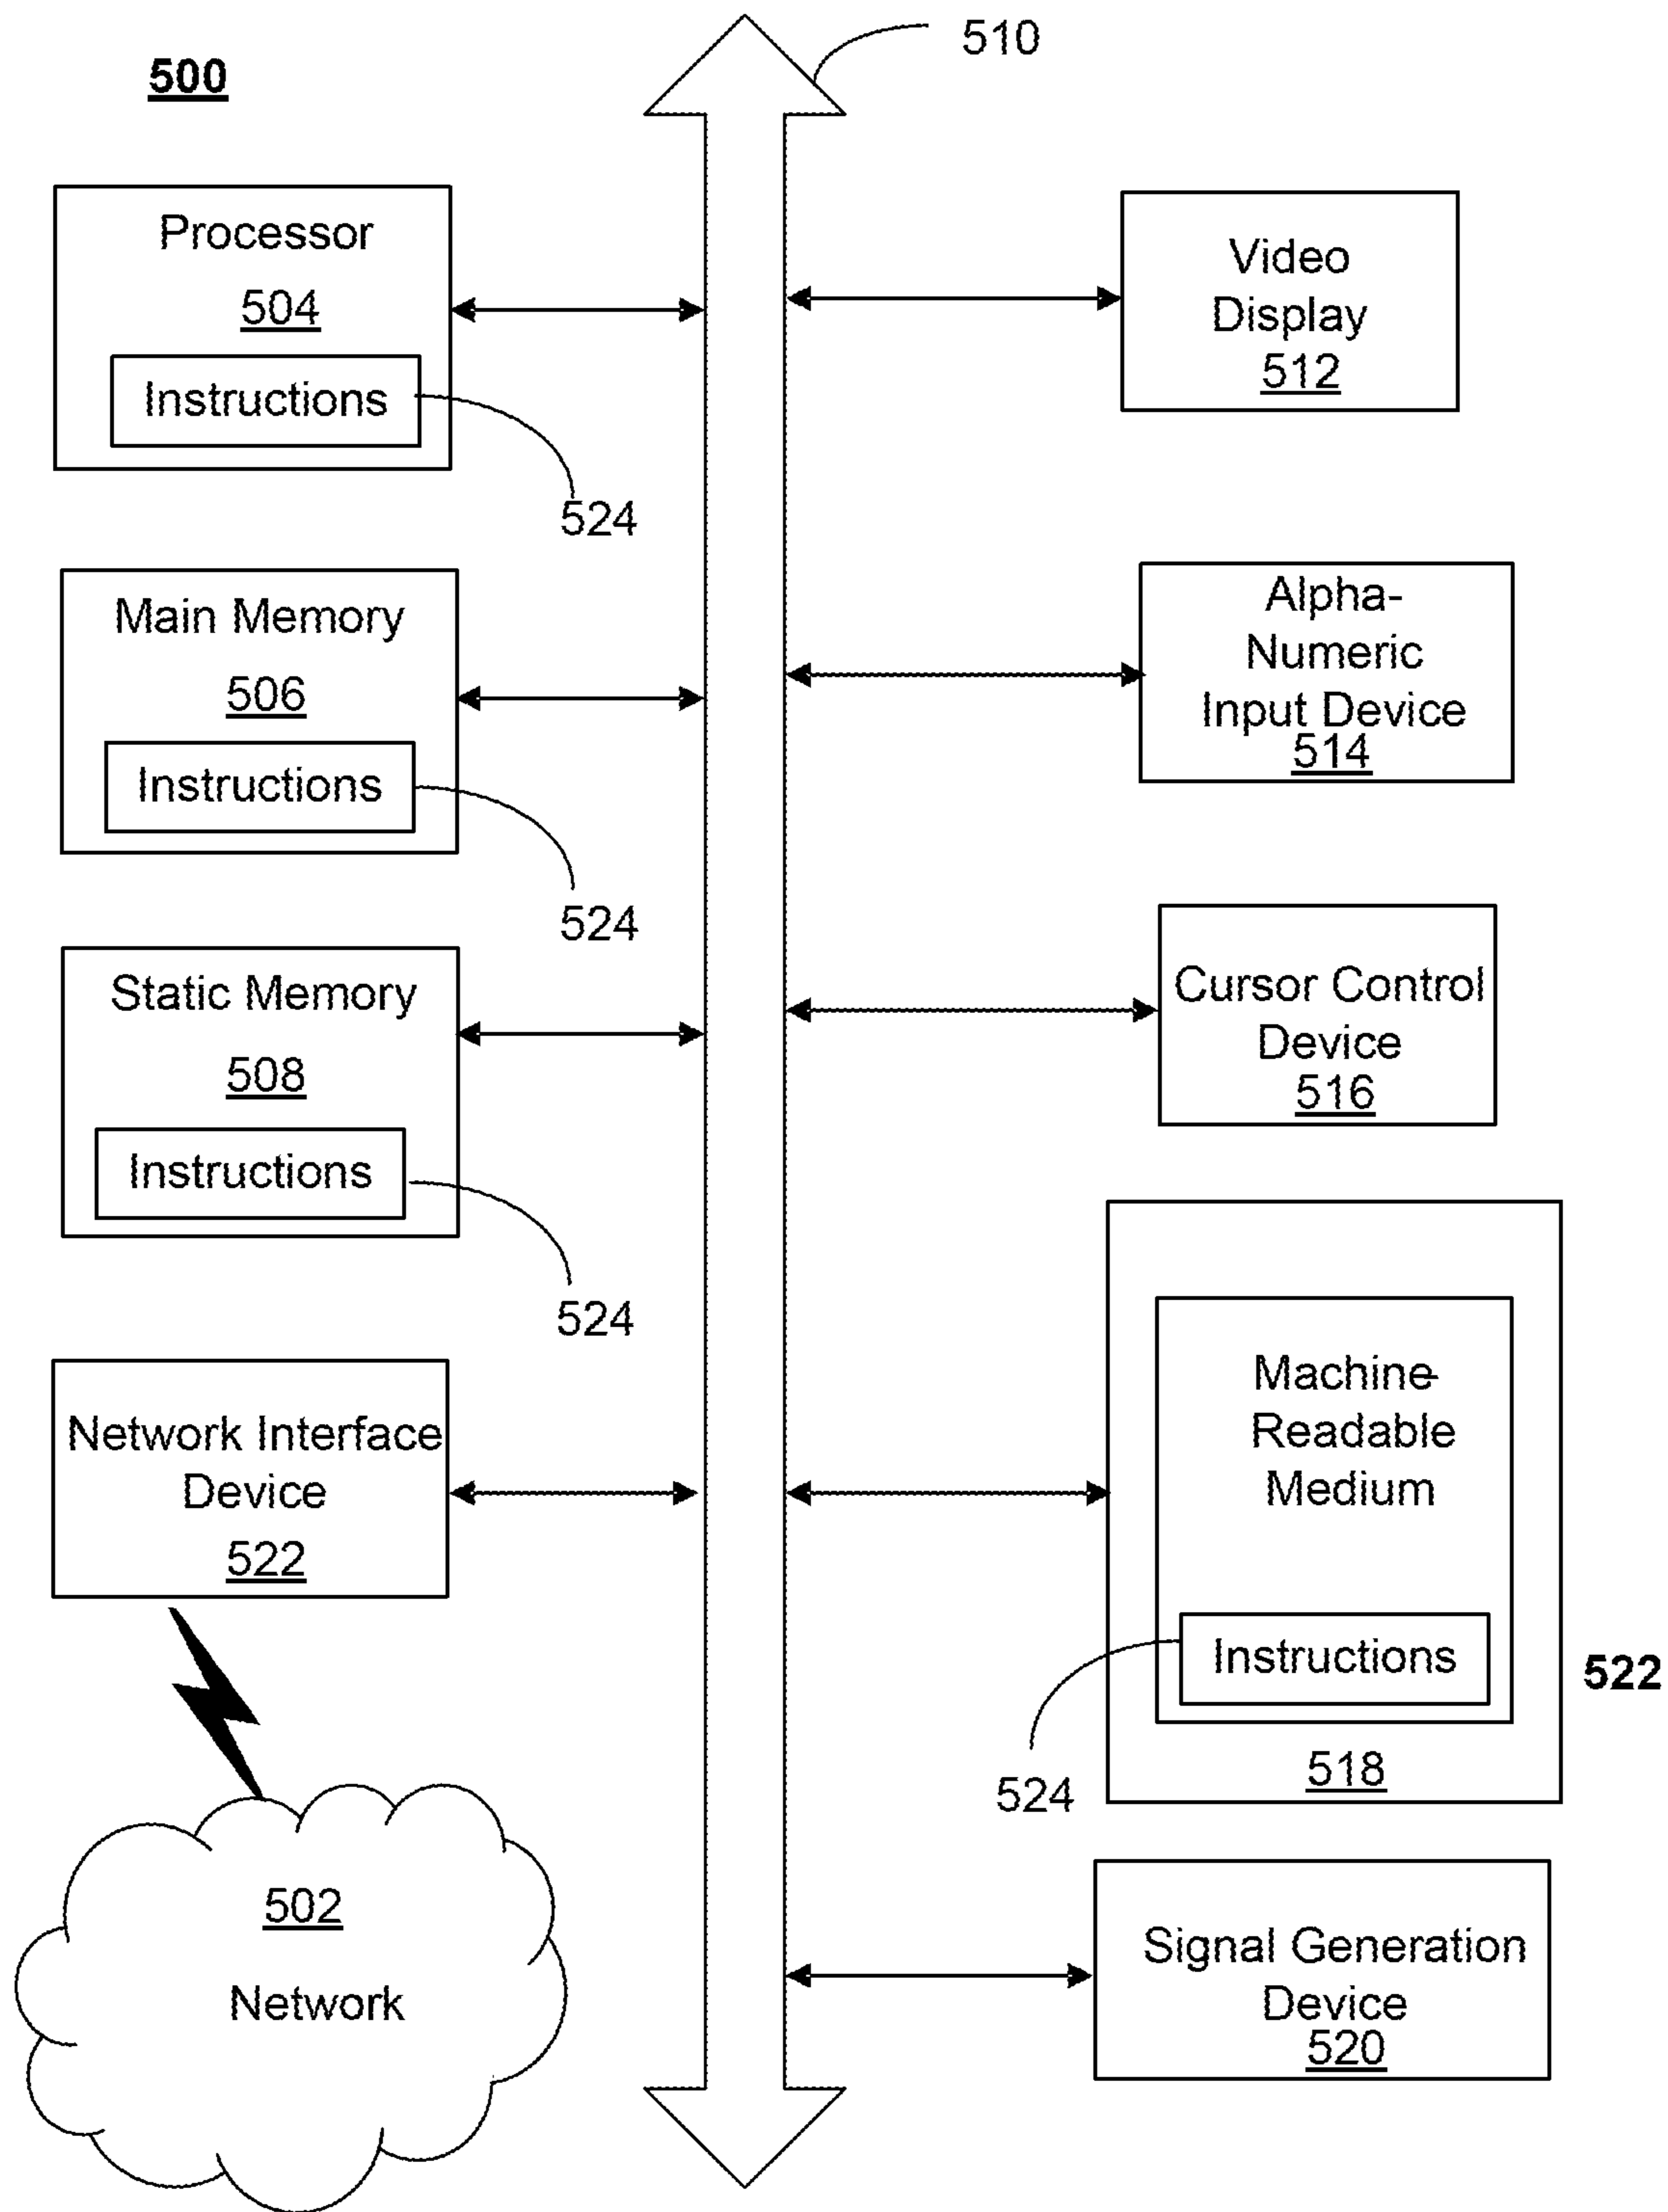 500
510
Processor
504
Instructions
524
Main Memory
506
Instructions
524
Static Memory
508
Instructions
524
Network Interface
Device
522
502
Network
Video
Display
512
Alpha-
Numeric
Input Device
514
Cursor Control
Device
516
Machine-
Readable
Medium
Instructions
524
518
522
Signal Generation
Device
520